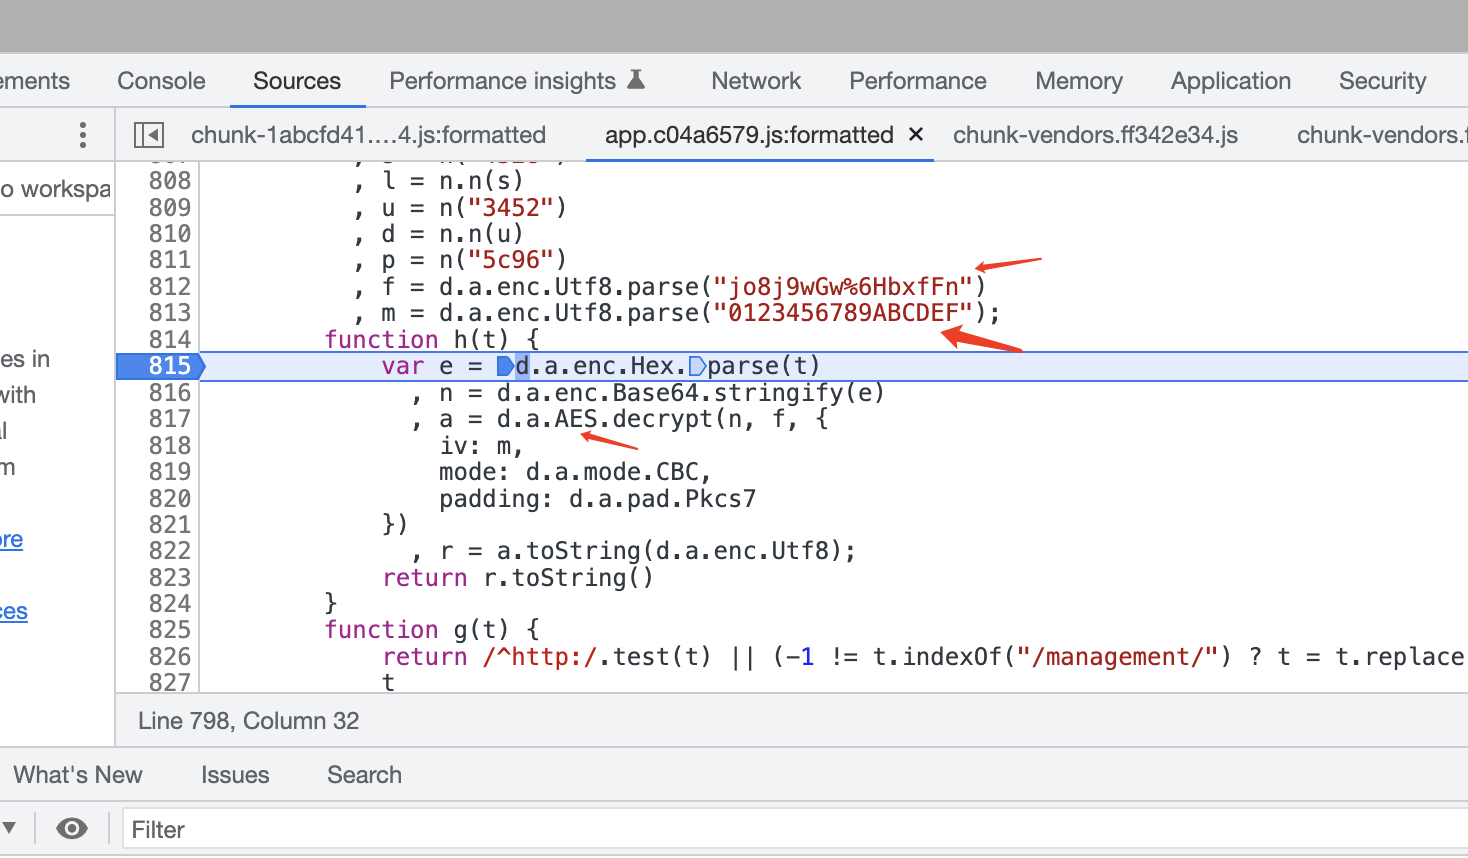 ements Console Sources Performance insights Network Performance Memory Application Security
chunk-1abcfd41.…4.js:formatted app.c04a6579.js:formatted × chunk-vendors.ff342e34.js chunk-vendors.f
o workspa
es in
with
al
m
ore
ces
808 , l = n.n(s)
809 , u = n("3452")
810 , d = n.n(u)
811 , p = n("5c96")
812 , f = d.a.enc.Utf8.parse("jo8j9wGw%6HbxfFn")
813 , m = d.a.enc.Utf8.parse("0123456789ABCDEF");
814 function h(t) {
815 var e = d.a.enc.Hex.parse(t)
816 , n = d.a.enc.Base64.stringify(e)
817 , a = d.a.AES.decrypt(n, f, {
818 iv: m,
819 mode: d.a.mode.CBC,
820 padding: d.a.pad.Pkcs7
821 })
822 , r = a.toString(d.a.enc.Utf8);
823 return r.toString()
824 }
825 function g(t) {
826 return /^http:/.test(t) || (-1 != t.indexOf("/management/") ? t = t.replace
827 t
Line 798, Column 32
What's New Issues Search
Filter